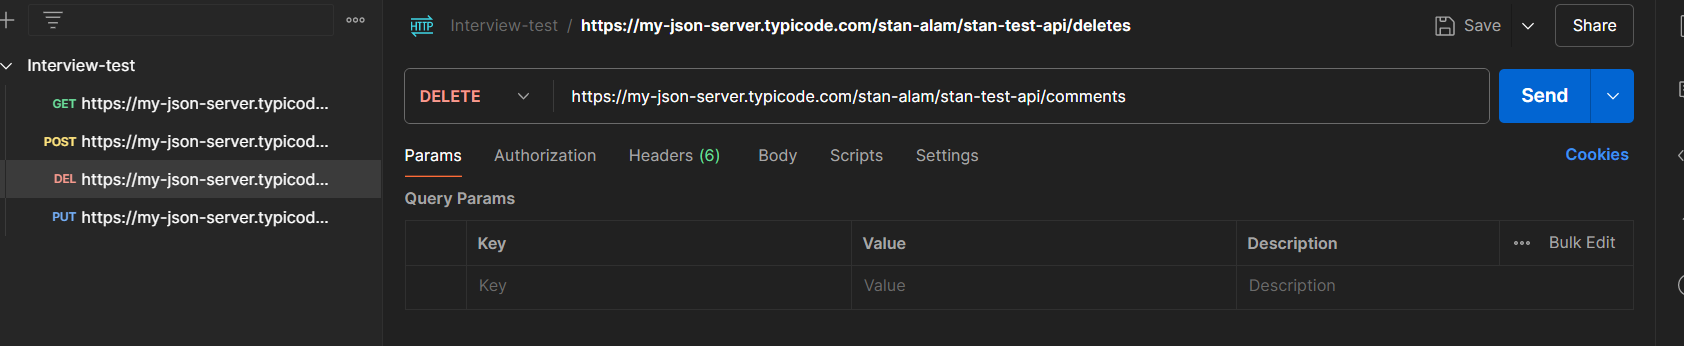 HTTP Interview-test / https://my-json-server.typicode.com/stan-alam/stan-test-api/deletes Save Share
Interview-test
GET https://my-json-server.typicod...
POST https://my-json-server.typicod...
DEL https://my-json-server.typicod...
PUT https://my-json-server.typicod...
DELETE https://my-json-server.typicode.com/stan-alam/stan-test-api/comments Send
Params Authorization Headers (6) Body Scripts Settings Cookies
Query Params
Key Value Description Bulk Edit
Key Value Description